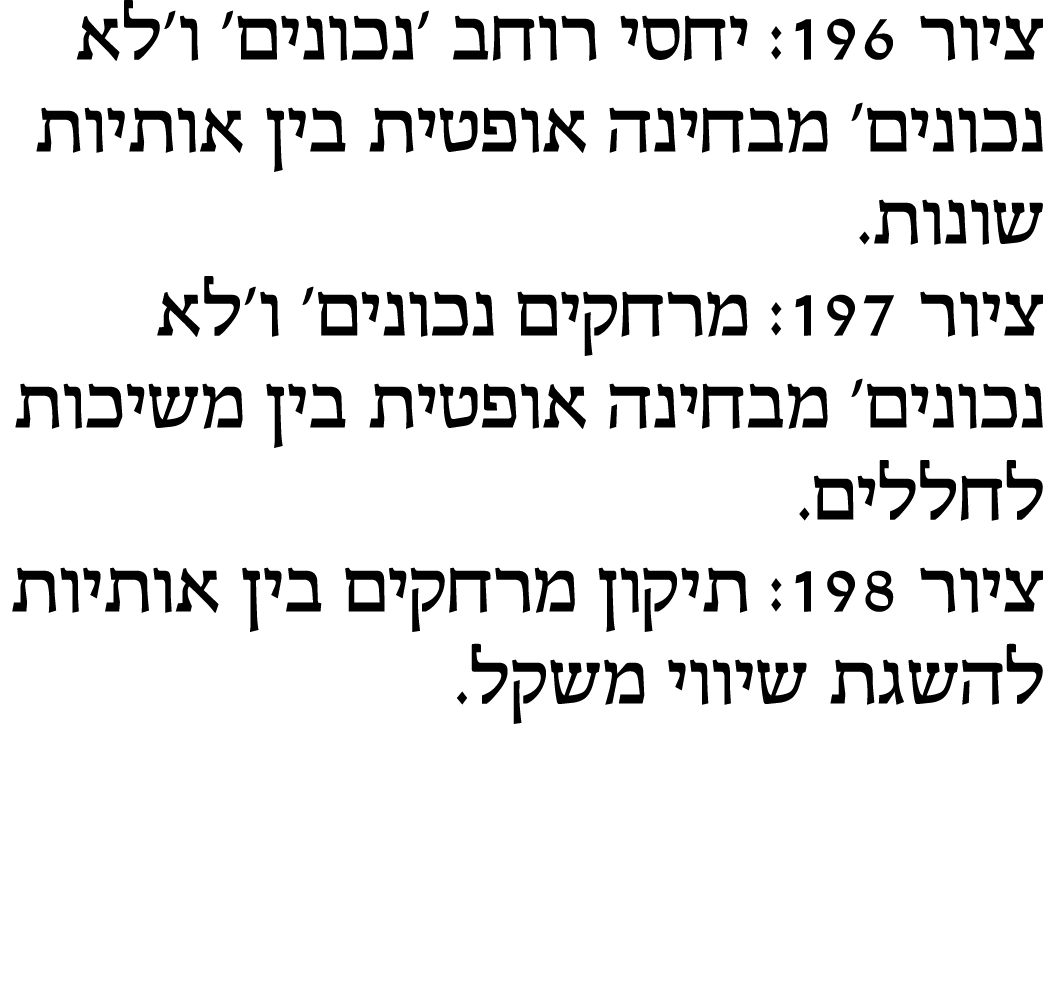 ציור 196: יחסי רוחב 'נכונים' ו'לא
נכונים' מבחינה אופטית בין אותיות
שונות.
ציור 197: מרחקים נכונים' ו'לא
נכונים' מבחינה אופטית בין משיכות
לחללים.
ציור 198: תיקון מרחקים בין אותיות
להשגת שיווי משקל.